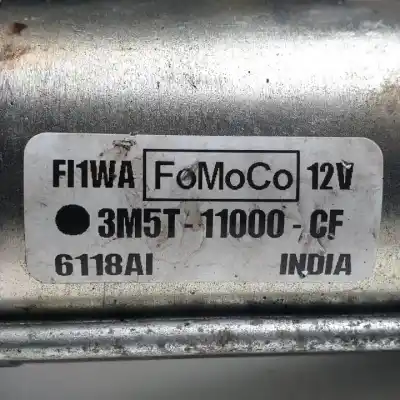 FI1WA FoMoCo 12V
3M5T-11000-CF
6118AI INDIA